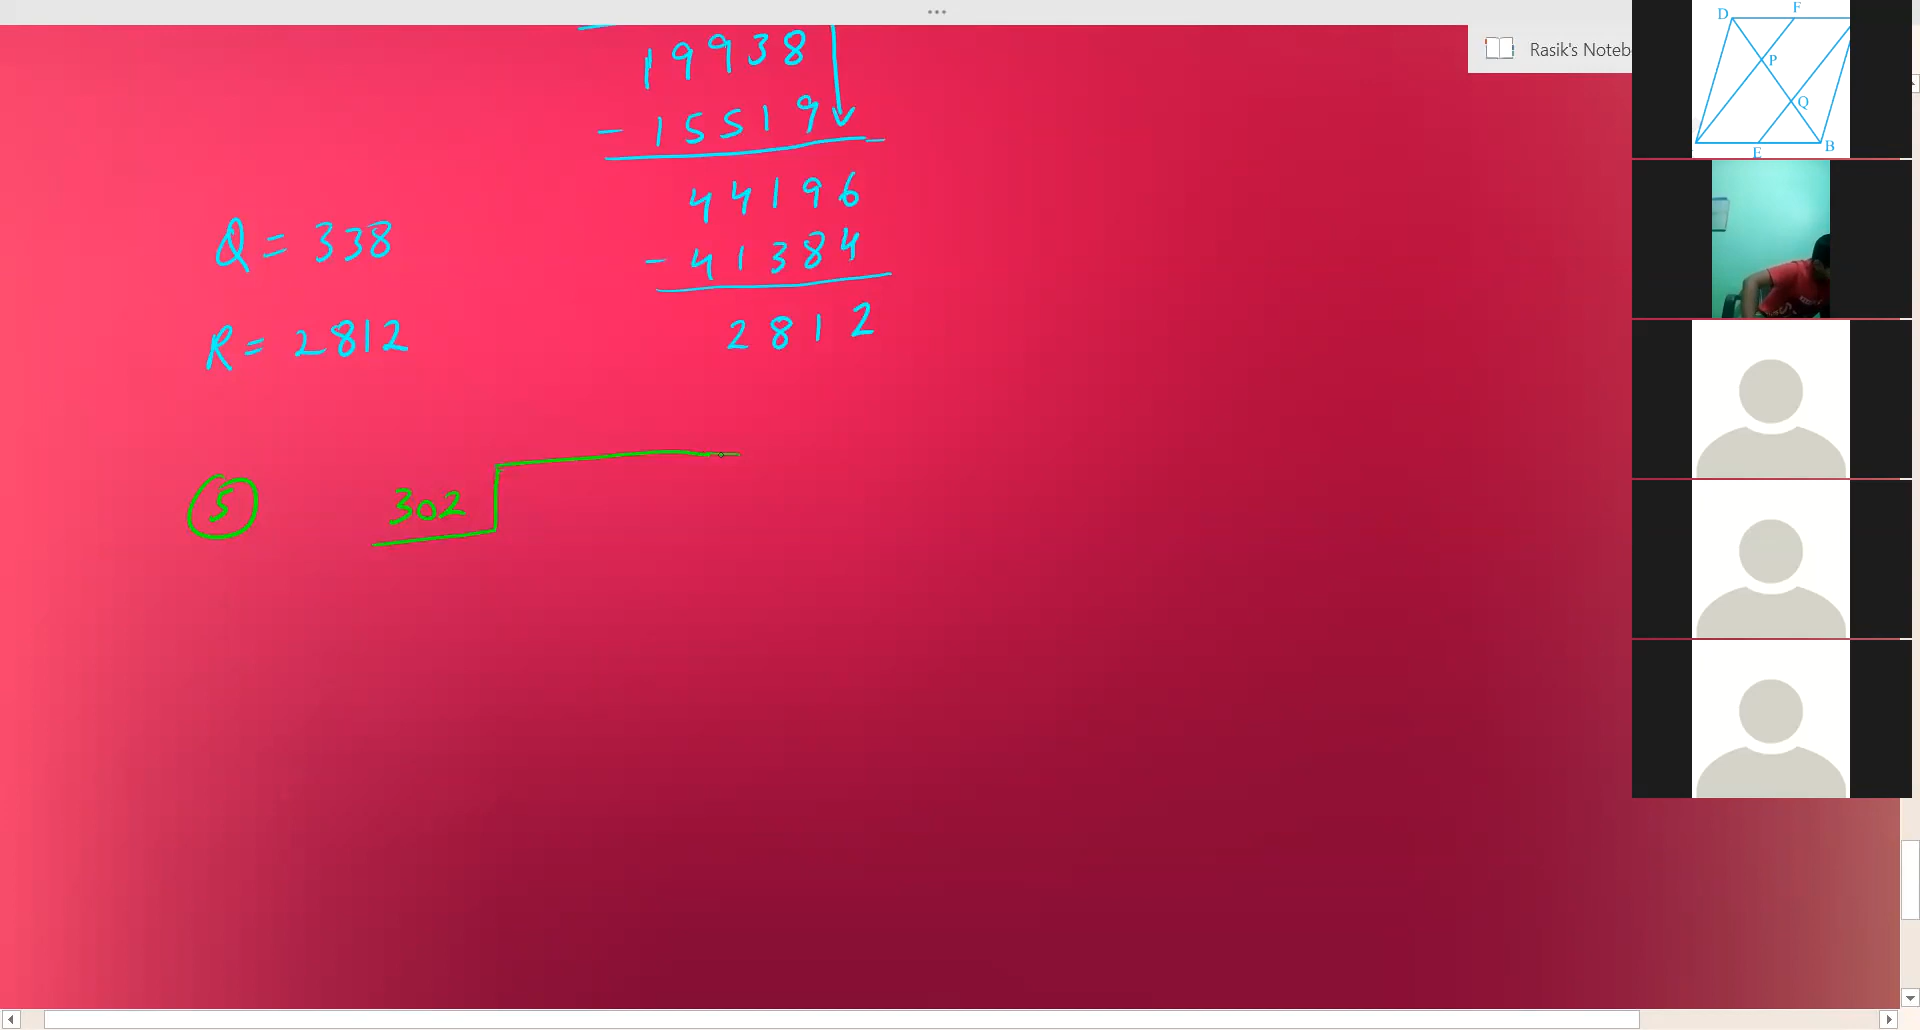 19938
- 15519
44196
- 41384
2812
Q = 338
R = 2812
5 302
Rasik's Noteb
D F
P
Q
E B